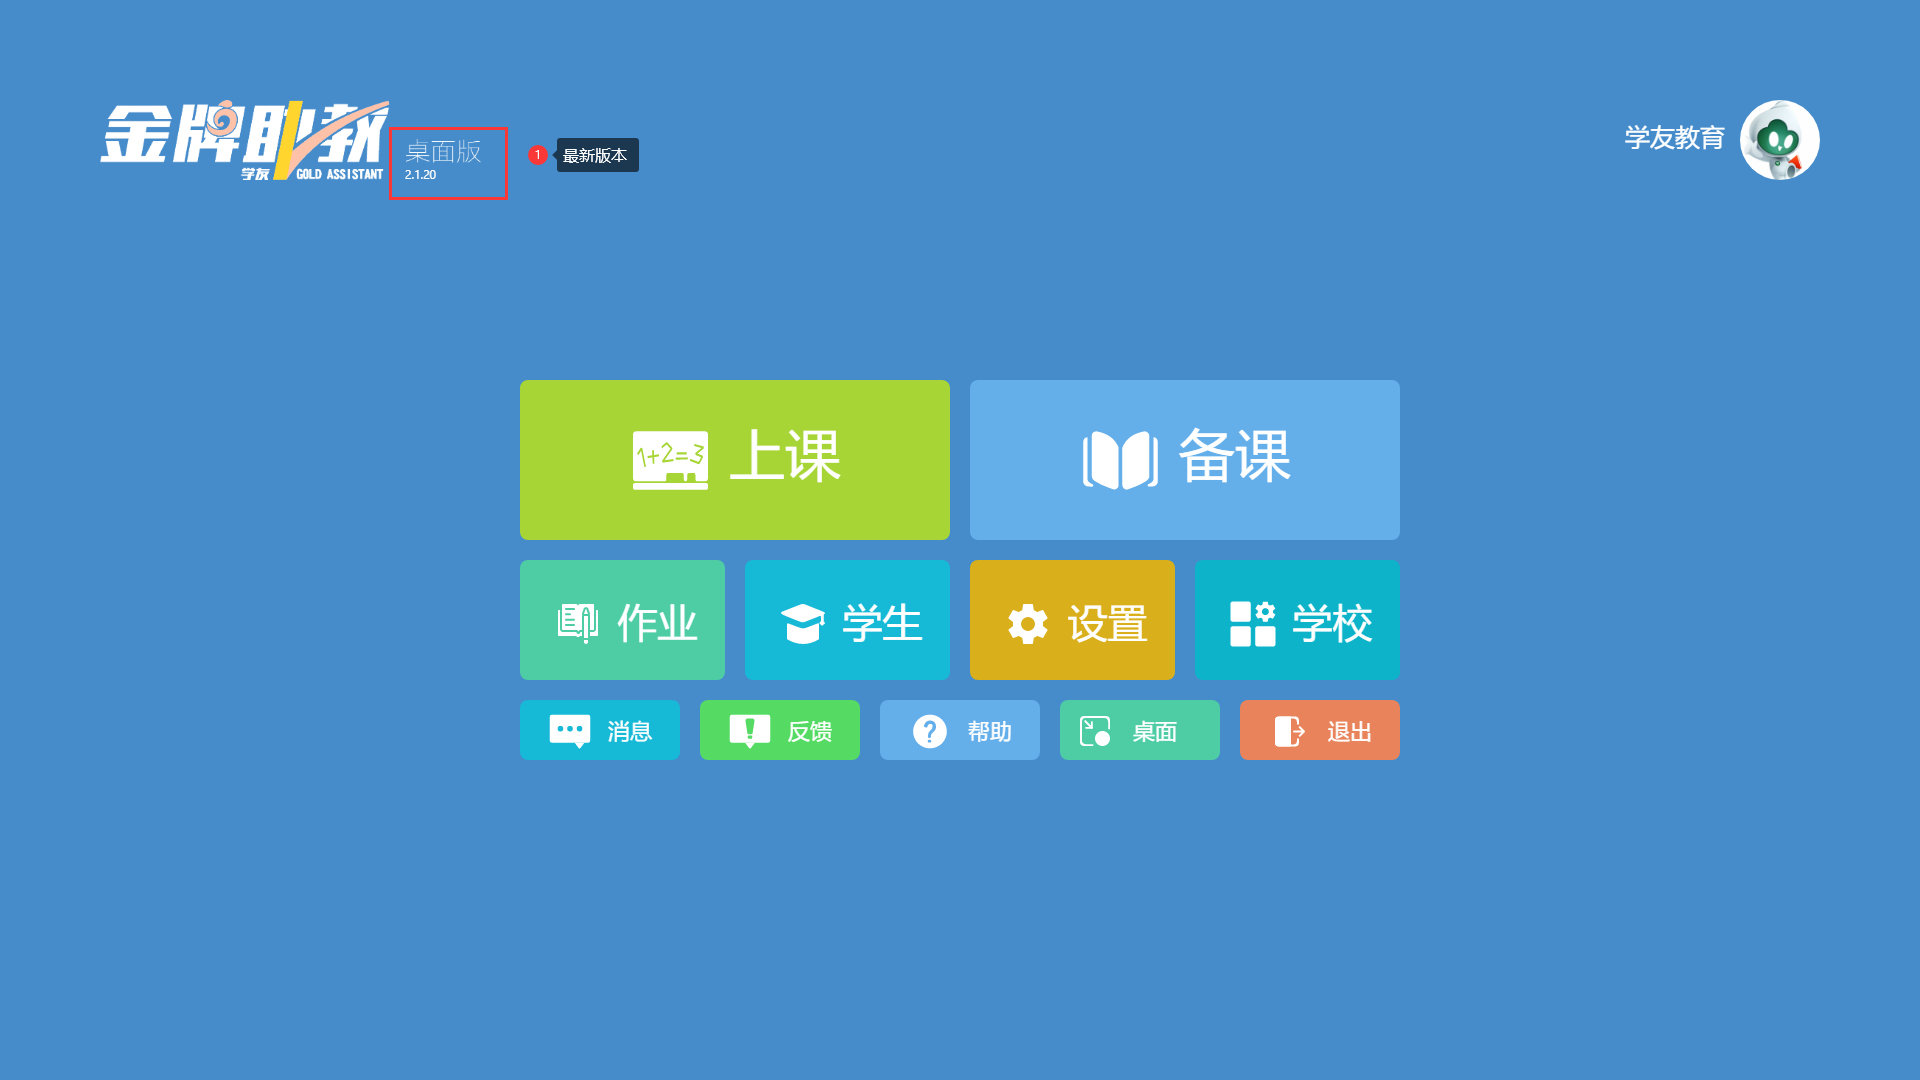 金牌助教
学友 GOLD ASSISTANT
桌面版
2.1.20
1 最新版本
学友教育
1+2=3
上课
备课
作业
学生
设置
学校
消息
反馈
帮助
桌面
退出